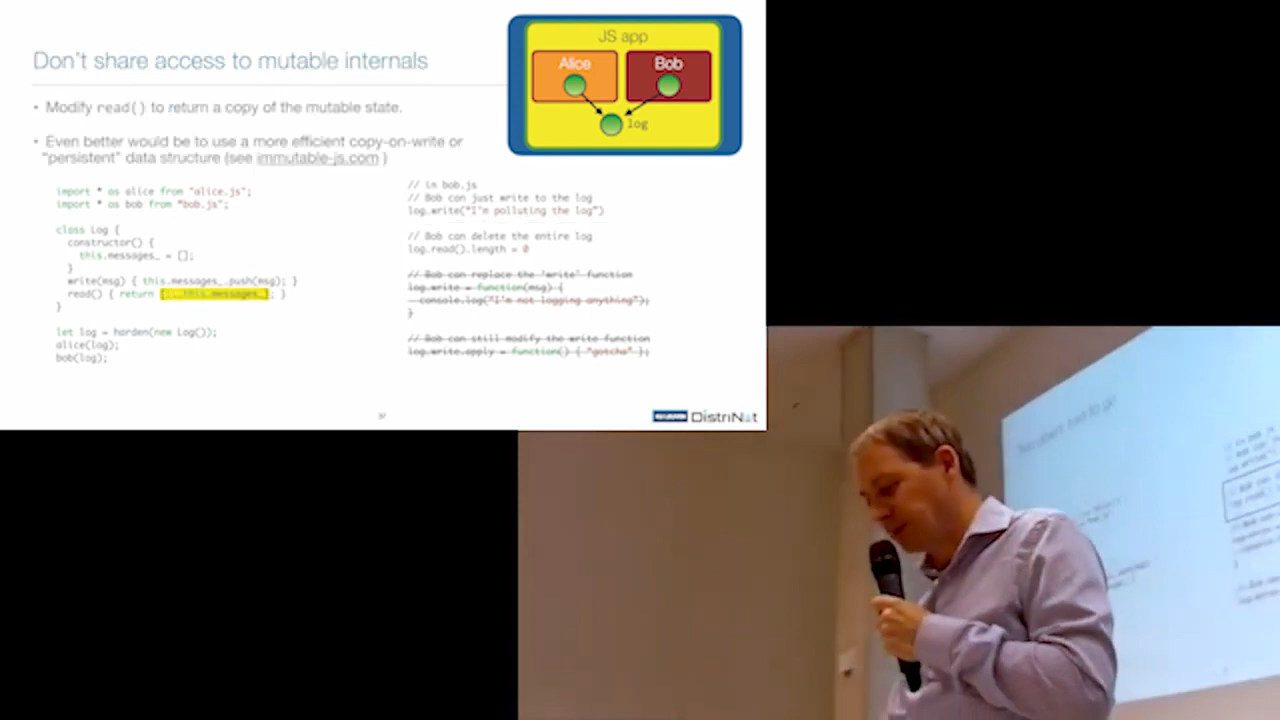 Don't share access to mutable internals
• Modify read() to return a copy of the mutable state.
• Even better would be to use a more efficient copy-on-write or
"persistent" data structure (see immutable-js.com )
JS app
Alice
Bob
log
import * as alice from "alice.js";
import * as bob from "bob.js";
class Log {
constructor() {
this.messages_ = [];
}
write(msg) { this.messages_.push(msg); }
read() { return [...this.messages_]; }
}
let log = harden(new Log());
alice(log);
bob(log);
// in bob.js
// Bob can just write to the log
log.write("I'm polluting the log")
// Bob can delete the entire log
log.read().length = 0
// Bob can replace the 'write' function
log.write = function(msg) {
console.log("I'm not logging anything");
}
// Bob can still modify the write function
log.write.apply = function() { "gotcha" };
DistriNet